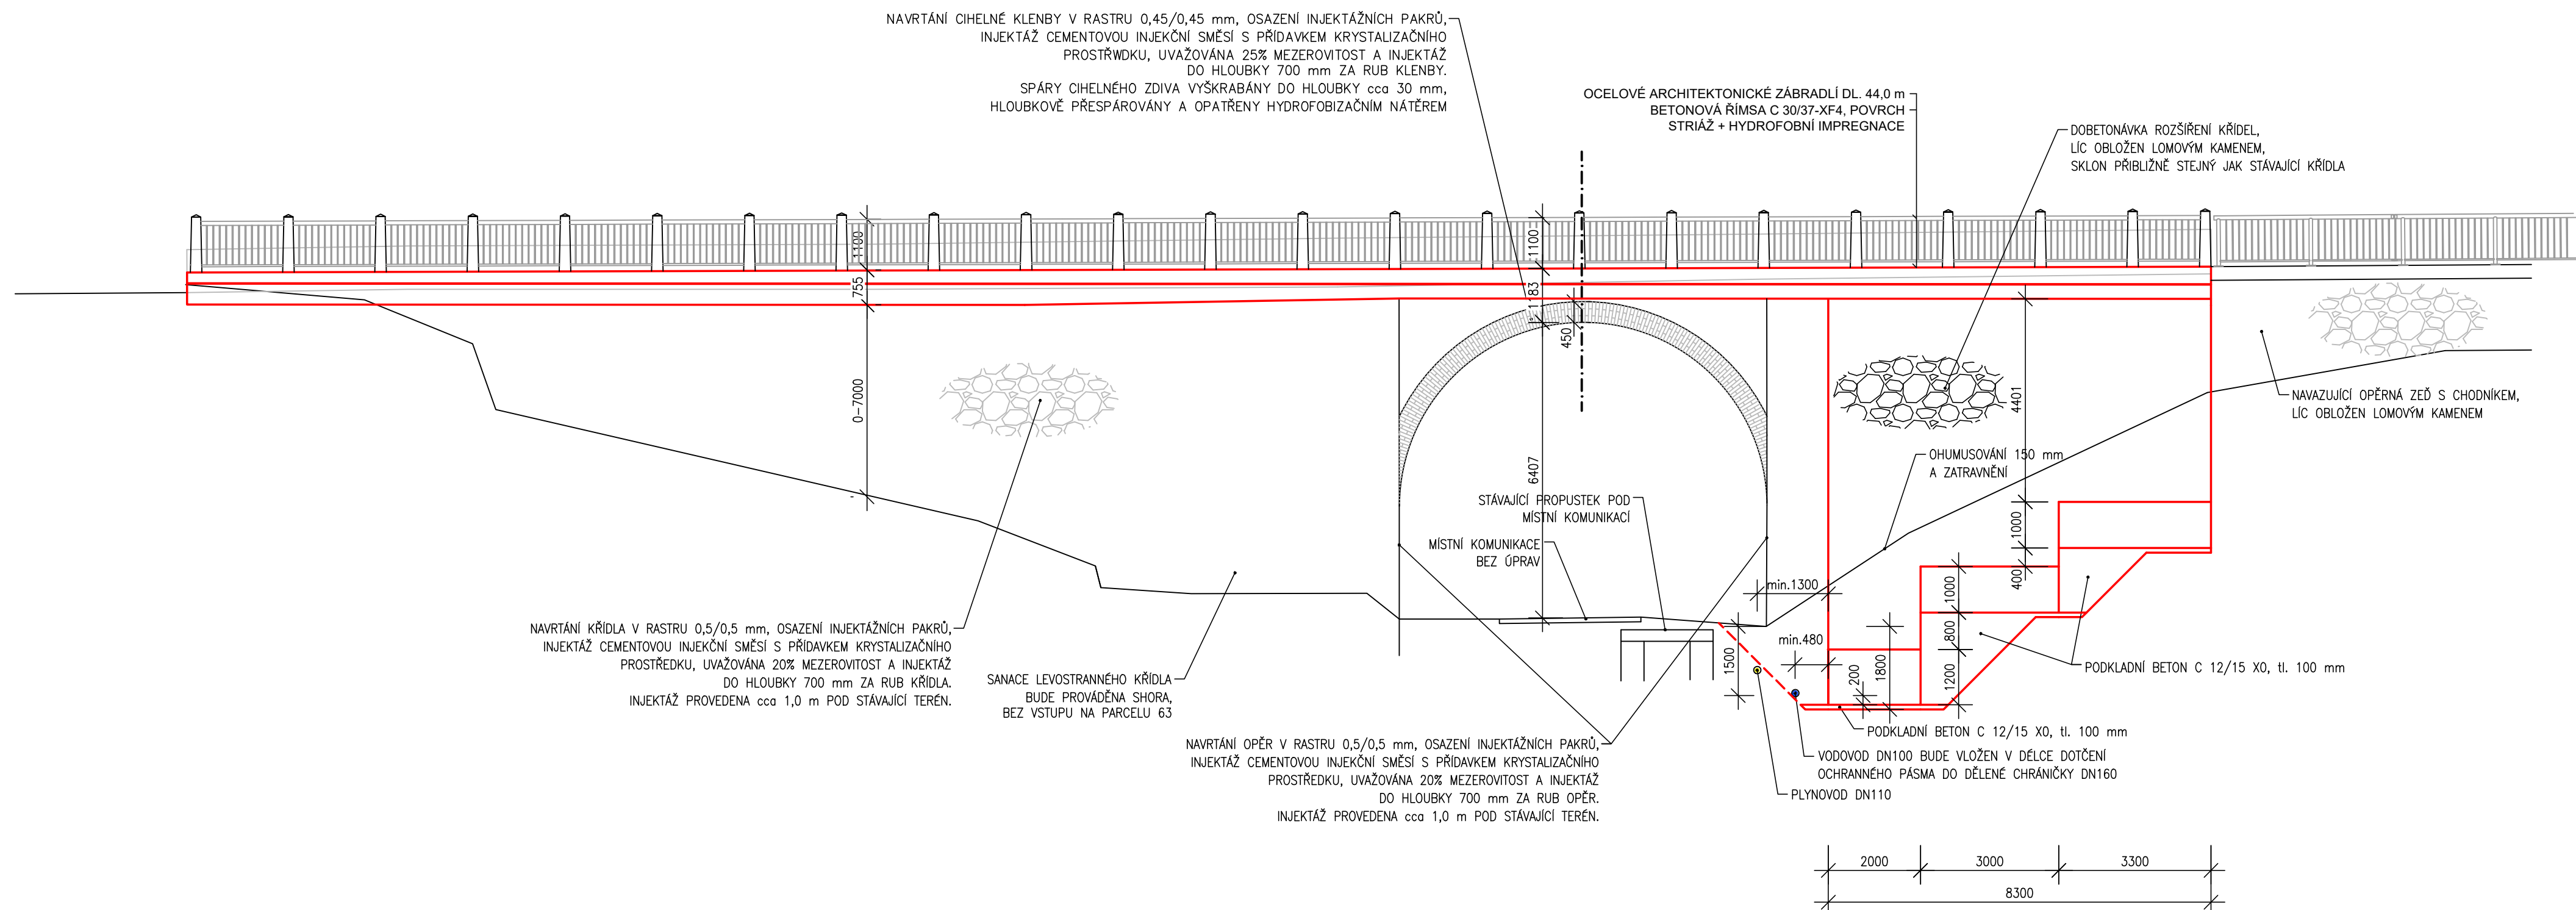 NAVRTÁNÍ CIHELNÉ KLENBY V RASTRU 0,45/0,45 mm, OSAZENÍ INJEKTÁŽNÍCH PAKRŮ,
INJEKTÁŽ CEMENTOVOU INJEKČNÍ SMĚSÍ S PŘÍDAVKEM KRYSTALIZAČNÍHO
PROSTŘWDKU, UVAŽOVÁNA 25% MEZEROVITOST A INJEKTÁŽ
DO HLOUBKY 700 mm ZA RUB KLENBY.
SPÁRY CIHELNÉHO ZDIVA VYŠKRABÁNY DO HLOUBKY cca 30 mm,
HLOUBKOVĚ PŘESPÁROVÁNY A OPATŘENY HYDROFOBIZAČNÍM NÁTĚREM
OCELOVÉ ARCHITEKTONICKÉ ZÁBRADLÍ DL. 44,0 m
BETONOVÁ ŘÍMSA C 30/37-XF4, POVRCH
STRIÁŽ + HYDROFOBNÍ IMPREGNACE
DOBETONÁVKA ROZŠÍŘENÍ KŘÍDEL,
LÍC OBLOŽEN LOMOVÝM KAMENEM,
SKLON PŘIBLIŽNĚ STEJNÝ JAK STÁVAJÍCÍ KŘÍDLA
1100
755
0-7000
1100
1183
450
6407
4401
1000
400
NAVAZUJÍCÍ OPĚRNÁ ZEĎ S CHODNÍKEM,
LÍC OBLOŽEN LOMOVÝM KAMENEM
OHUMUSOVÁNÍ 150 mm
A ZATRAVNĚNÍ
STÁVAJÍCÍ PROPUSTEK POD
MÍSTNÍ KOMUNIKACÍ
MÍSTNÍ KOMUNIKACE
BEZ ÚPRAV
min.1300
min.480
1500
200
1800
1000
800
1200
NAVRTÁNÍ KŘÍDLA V RASTRU 0,5/0,5 mm, OSAZENÍ INJEKTÁŽNÍCH PAKRŮ,
INJEKTÁŽ CEMENTOVOU INJEKČNÍ SMĚSÍ S PŘÍDAVKEM KRYSTALIZAČNÍHO
PROSTŘEDKU, UVAŽOVÁNA 20% MEZEROVITOST A INJEKTÁŽ
DO HLOUBKY 700 mm ZA RUB KŘÍDLA.
INJEKTÁŽ PROVEDENA cca 1,0 m POD STÁVAJÍCÍ TERÉN.
SANACE LEVOSTRANNÉHO KŘÍDLA
BUDE PROVÁDĚNA SHORA,
BEZ VSTUPU NA PARCELU 63
PODKLADNÍ BETON C 12/15 X0, tl. 100 mm
PODKLADNÍ BETON C 12/15 X0, tl. 100 mm
NAVRTÁNÍ OPĚR V RASTRU 0,5/0,5 mm, OSAZENÍ INJEKTÁŽNÍCH PAKRŮ,
INJEKTÁŽ CEMENTOVOU INJEKČNÍ SMĚSÍ S PŘÍDAVKEM KRYSTALIZAČNÍHO
PROSTŘEDKU, UVAŽOVÁNA 20% MEZEROVITOST A INJEKTÁŽ
DO HLOUBKY 700 mm ZA RUB OPĚR.
INJEKTÁŽ PROVEDENA cca 1,0 m POD STÁVAJÍCÍ TERÉN.
VODOVOD DN100 BUDE VLOŽEN V DÉLCE DOTČENÍ
OCHRANNÉHO PÁSMA DO DĚLENÉ CHRÁNIČKY DN160
PLYNOVOD DN110
2000
3000
3300
8300